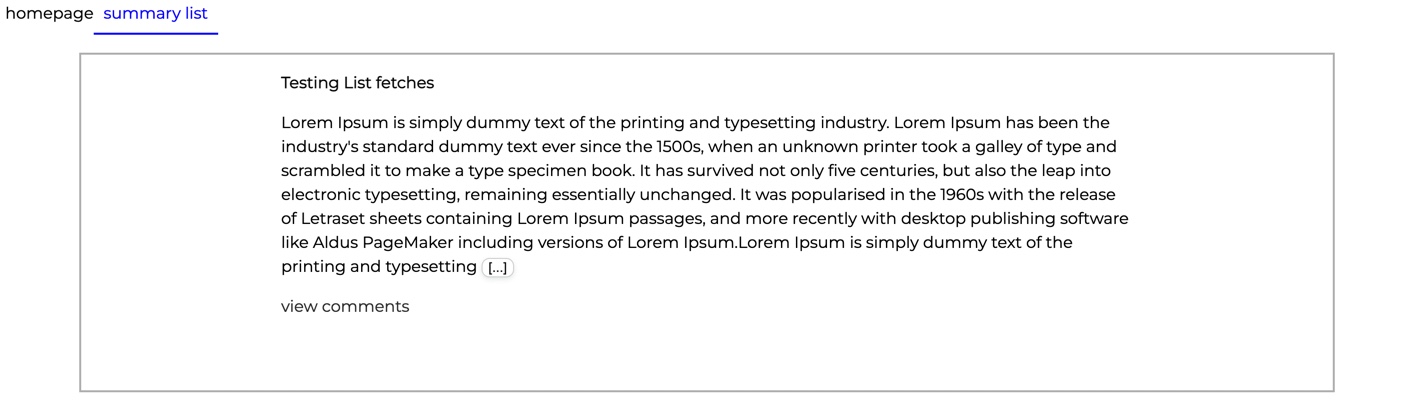 homepage summary list
Testing List fetches
Lorem Ipsum is simply dummy text of the printing and typesetting industry. Lorem Ipsum has been the
industry's standard dummy text ever since the 1500s, when an unknown printer took a galley of type and
scrambled it to make a type specimen book. It has survived not only five centuries, but also the leap into
electronic typesetting, remaining essentially unchanged. It was popularised in the 1960s with the release
of Letraset sheets containing Lorem Ipsum passages, and more recently with desktop publishing software
like Aldus PageMaker including versions of Lorem Ipsum.Lorem Ipsum is simply dummy text of the
printing and typesetting [...]
view comments